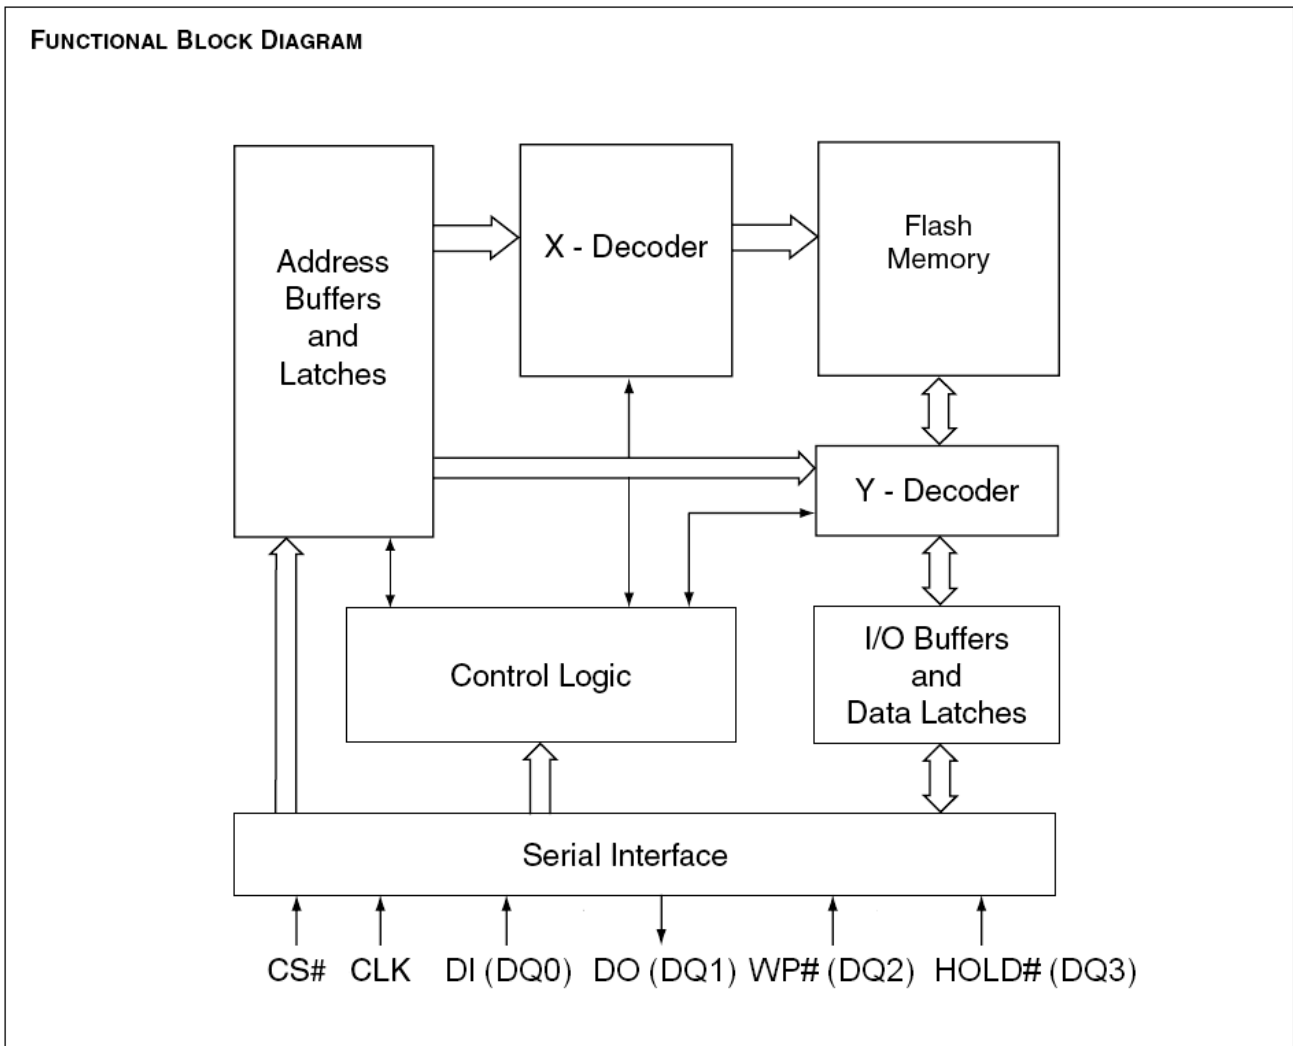 FUNCTIONAL BLOCK DIAGRAM
Address
Buffers
and
Latches
X - Decoder
Flash
Memory
Y - Decoder
Control Logic
I/O Buffers
and
Data Latches
Serial Interface
CS# CLK DI (DQ0) DO (DQ1) WP# (DQ2) HOLD# (DQ3)